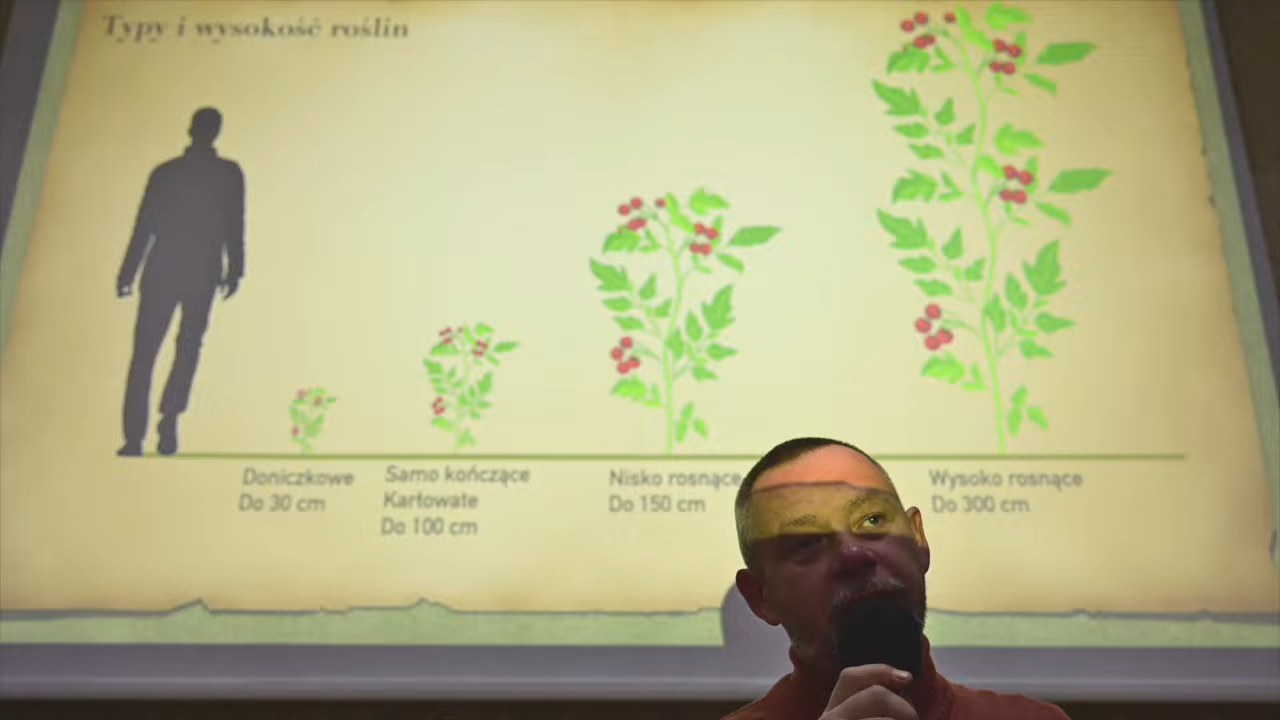 Typy i wysokość roślin
Doniczkowe
Do 30 cm
Samo kończące
Karłowate
Do 100 cm
Nisko rosnące
Do 150 cm
Wysoko rosnące
Do 300 cm